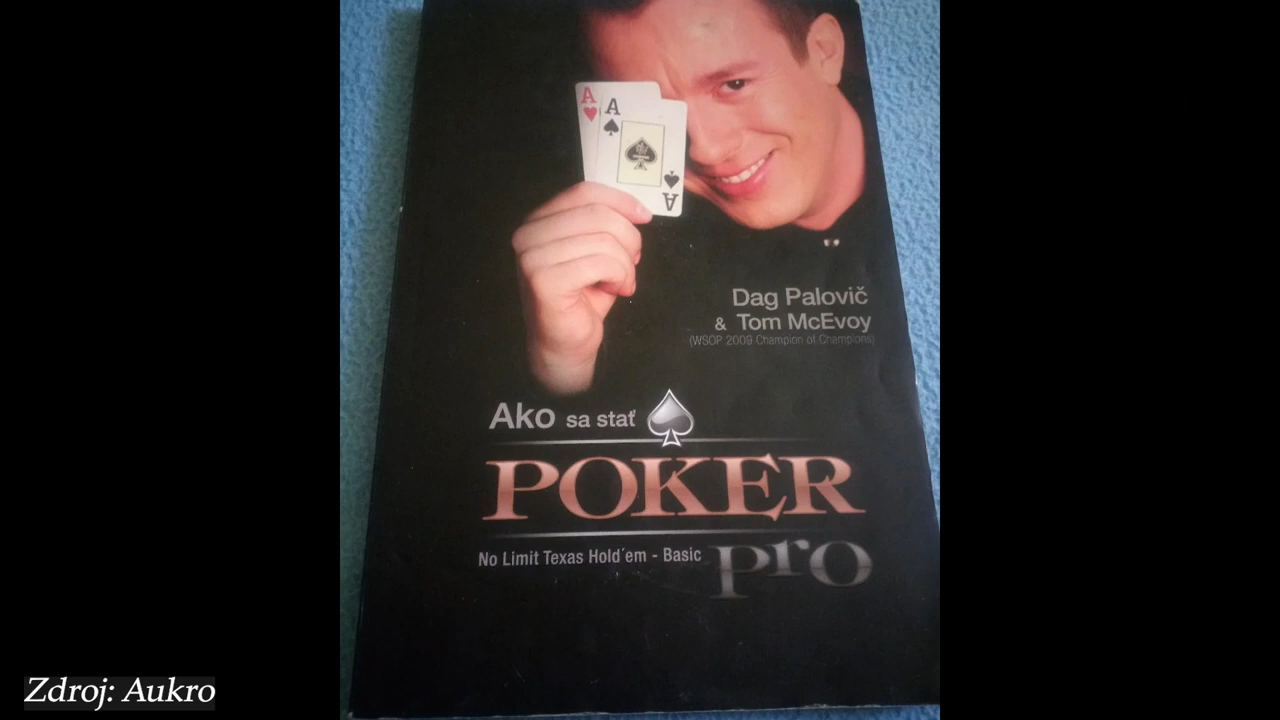 A
A
A
Dag Palovič
& Tom McEvoy
(WSOP 2009 Champion of Champions)
Ako sa stať
POKER
No Limit Texas Hold´em - Basic pro
Zdroj: Aukro